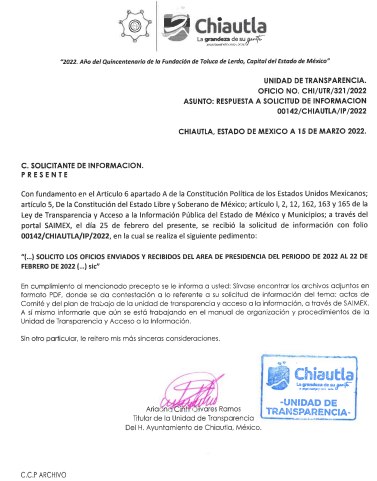 Chiautla
La grandeza de su gente
"2022. Año del Quincentenario de la Fundación de Toluca de Lerdo, Capital del Estado de México"
UNIDAD DE TRANSPARENCIA.
OFICIO NO. CHI/UTR/321/2022
ASUNTO: RESPUESTA A SOLICITUD DE INFORMACION
00142/CHIAUTLA/IP/2022
CHIAUTLA, ESTADO DE MEXICO A 15 DE MARZO 2022.
C. SOLICITANTE DE INFORMACION.
P R E S E N T E
Con fundamento en el Articulo 6 apartado A de la Constitución Política de los Estados Unidos Mexicanos;
artículo 5, De la Constitución del Estado Libre y Soberano de México; artículo I, 2, 12, 162, 163 y 165 de la
Ley de Transparencia y Acceso a la Información Pública del Estado de México y Municipios; a través del
portal SAIMEX, el día 25 de febrero del presente, se recibió la solicitud de información con folio
00142/CHIAUTLA/IP/2022, en la cual se realiza el siguiente pedimento:
"(...) SOLICITO LOS OFICIOS ENVIADOS Y RECIBIDOS DEL AREA DE PRESIDENCIA DEL PERIODO DE 2022 AL 22 DE
FEBRERO DE 2022 (...) sic"
En cumplimiento al mencionado precepto se le informa a usted: Sírvase encontrar los archivos adjuntos en
formato PDF, donde se da contestación a lo referente a su solicitud de información del tema: actas de
Comité y del plan de trabajo de la unidad de transparencia y acceso a la información, a través de SAIMEX.
A sí mismo informarle que aún se está trabajando en el manual de organización y procedimientos de la
Unidad de Transparencia y Acceso a la Información.
Sin otro particular, le reitero mis más sinceras consideraciones.
Chiautla
La grandeza de su gente
-UNIDAD DE
TRANSPARENCIA-
Olivares Ramos
Titular de la Unidad de Transparencia
Del H. Ayuntamiento de Chiautla, México.
C.C.P ARCHIVO